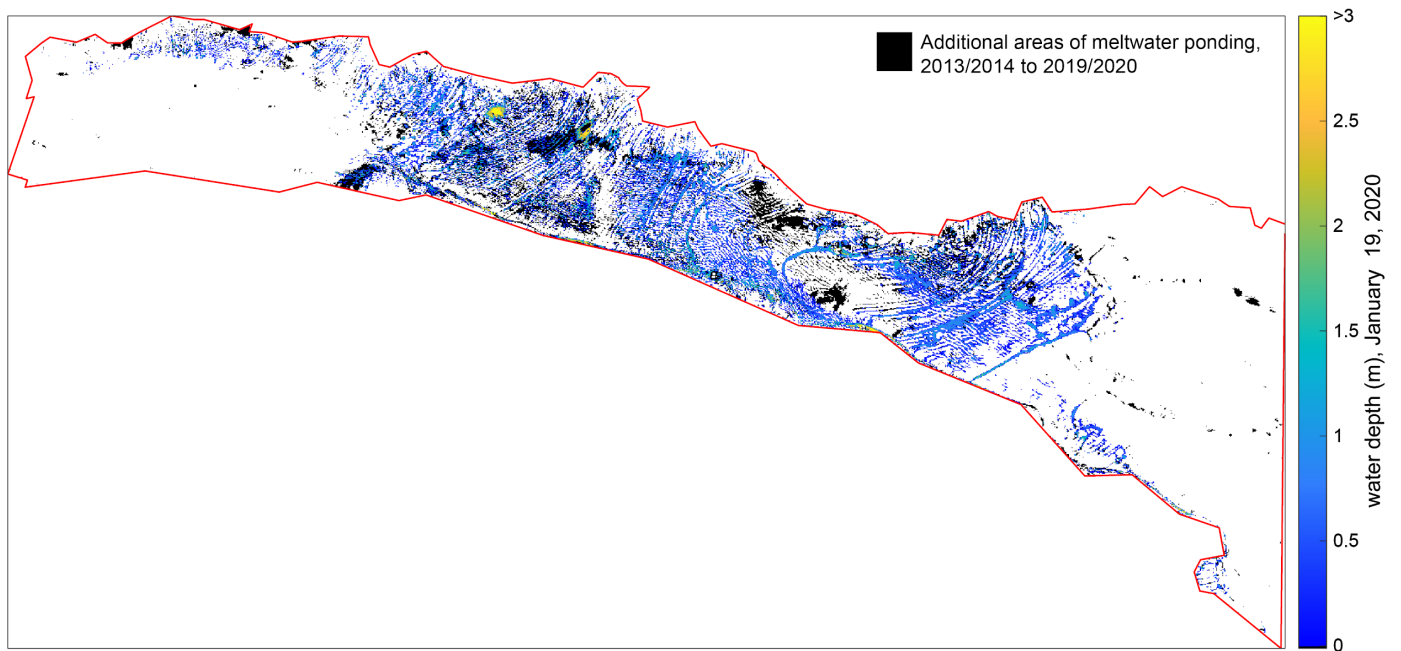 Additional areas of meltwater ponding,
2013/2014 to 2019/2020
>3
2.5
2
1.5
1
0.5
0
water depth (m), January 19, 2020